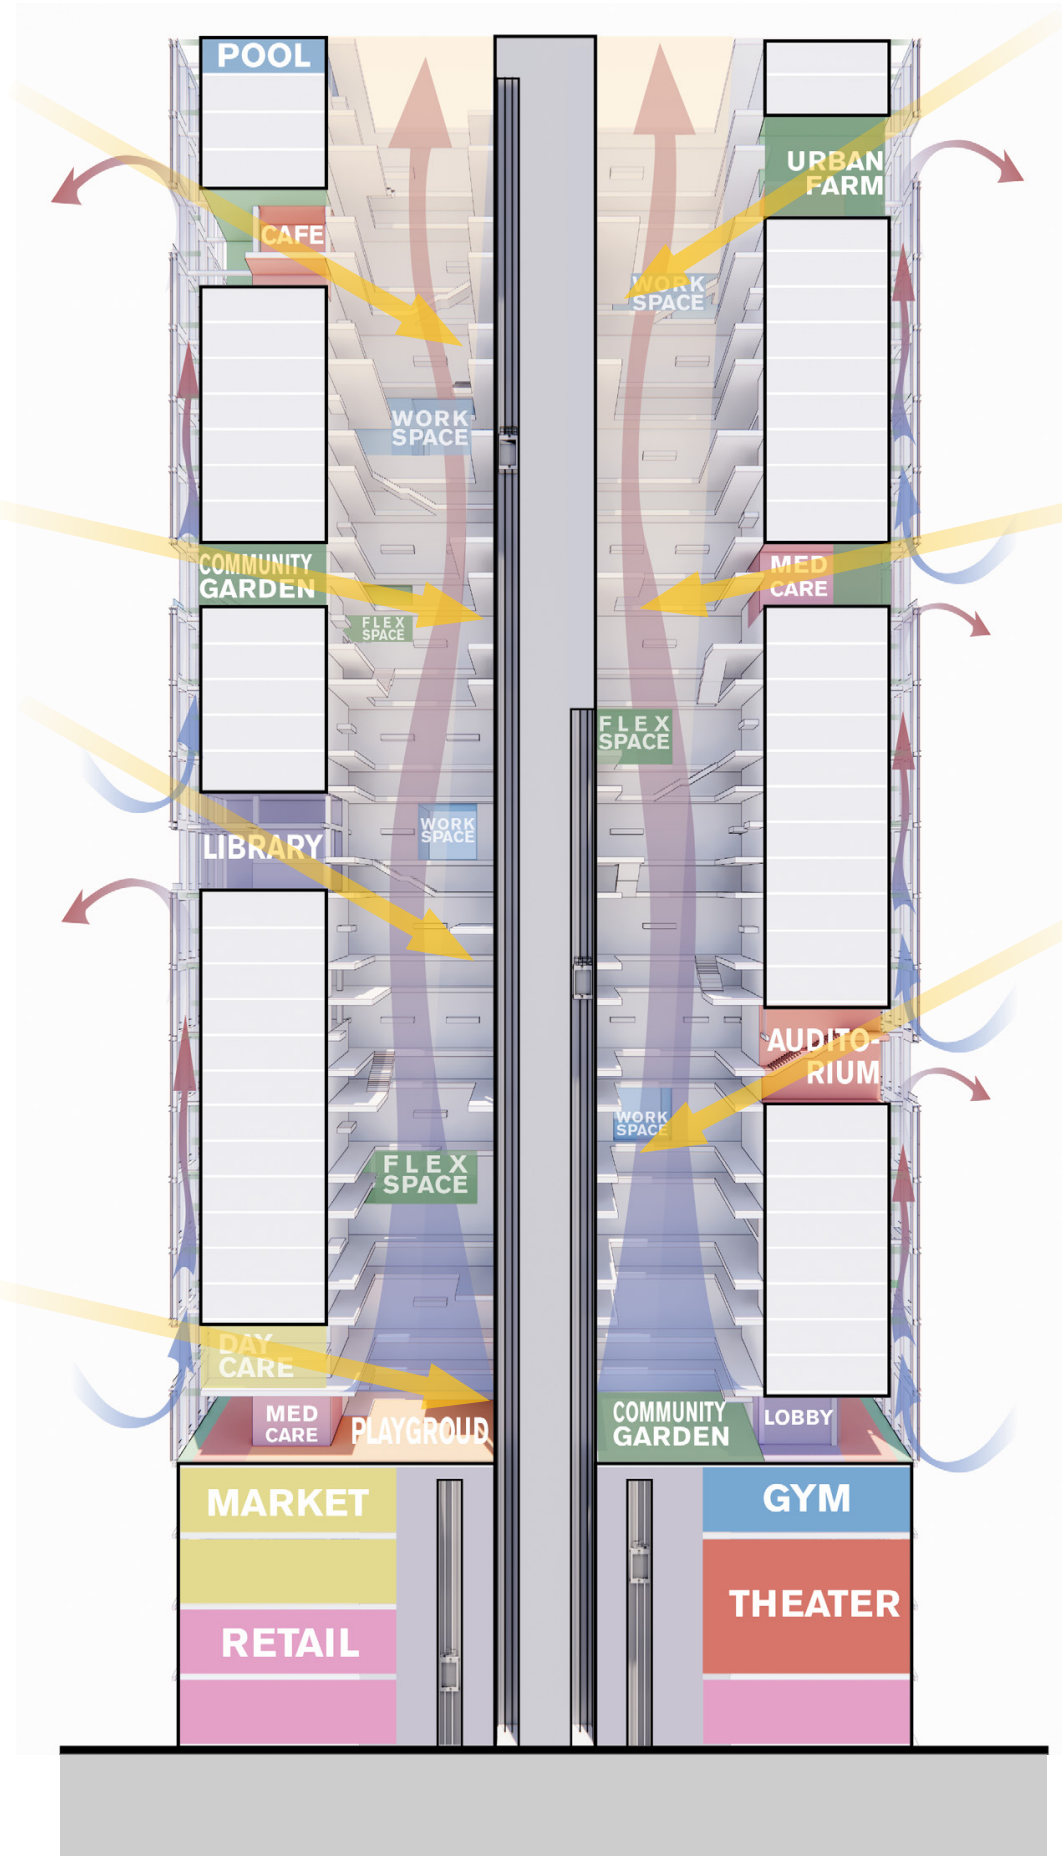 POOL
URBAN
FARM
CAFE
WORK
SPACE
WORK
SPACE
COMMUNITY
GARDEN
MED
CARE
FLEX
SPACE
FLEX
SPACE
WORK
SPACE
LIBRARY
AUDITO-
RIUM
WORK
SPACE
FLEX
SPACE
DAY
CARE
MED
CARE
PLAYGROUD
COMMUNITY
GARDEN
LOBBY
MARKET
GYM
THEATER
RETAIL